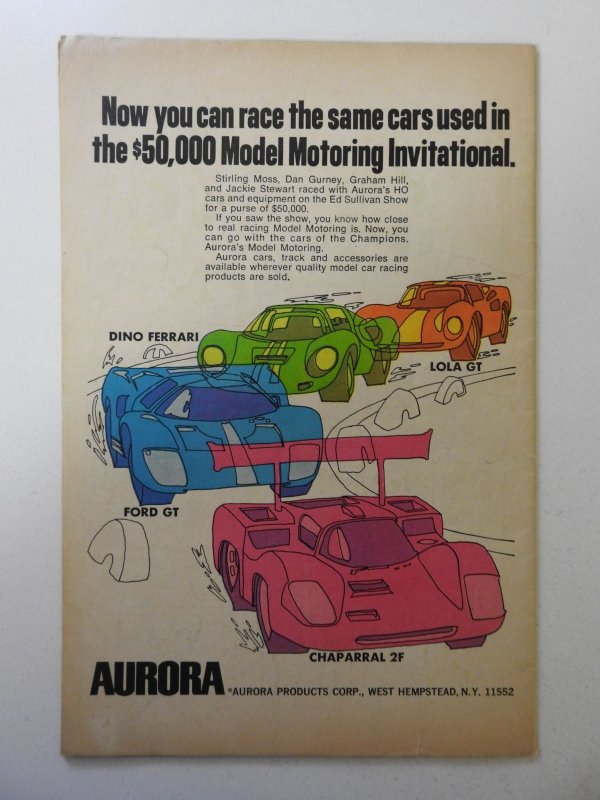 Now you can race the same cars used in
the $50,000 Model Motoring Invitational.
Stirling Moss, Dan Gurney, Graham Hill,
and Jackie Stewart raced with Aurora's HO
cars and equipment on the Ed Sullivan Show
for a purse of $50,000.
If you saw the show, you know how close
to real racing Model Motoring is. Now, you
can go with the cars of the Champions,
Aurora's Model Motoring.
Aurora cars, track and accessories are
available wherever quality model car racing
products are sold.
DINO FERRARI
LOLA GT
FORD GT
CHAPARRAL 2F
AURORA
©AURORA PRODUCTS CORP., WEST HEMPSTEAD, N.Y. 11552